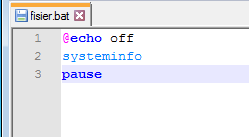 fisier.bat
1 @echo off
2 systeminfo
3 pause